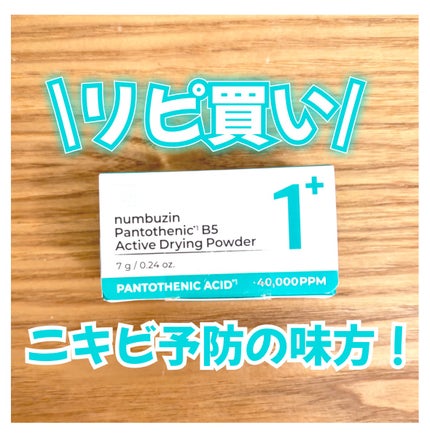 \リピ買い/
1+
numbuzin
Pantothenic*¹ B5
Active Drying Powder
7 g / 0.24 oz.
PANTOTHENIC ACID*¹ -40,000PPM
ニキビ予防の味方！